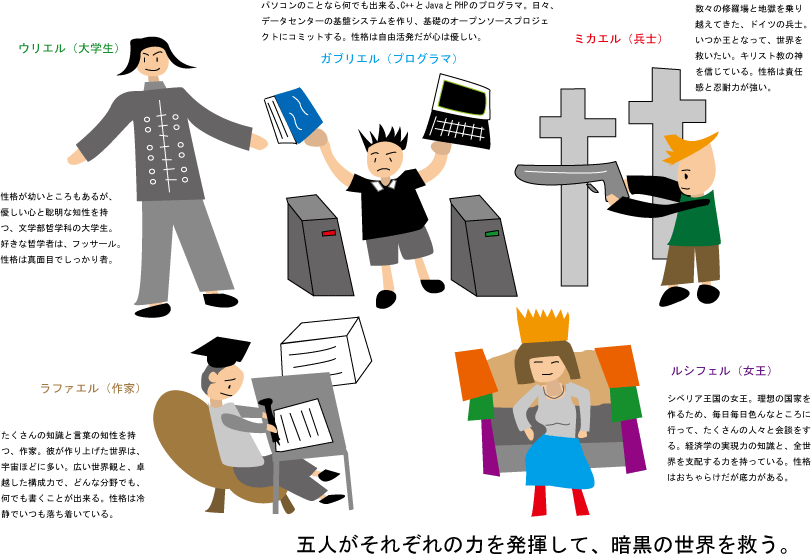 パソコンのことなら何でも出来る、C++とJavaとPHPのプログラマ。日々、
データセンターの基盤システムを作り、基礎のオープンソースプロジェ
クトにコミットする。性格は自由活発だが心は優しい。
ガブリエル（プログラマ）
ウリエル（大学生）
性格が幼いところもあるが、
優しい心と聡明な知性を持
つ、文学部哲学科の大学生。
好きな哲学者は、フッサール。
性格は真面目でしっかり者。
ミカエル（兵士）
数々の修羅場と地獄を乗り
越えてきた、ドイツの兵士。
いつか王となって、世界を
救いたい。キリスト教の神
を信じている。性格は責任
感と忍耐力が強い。
ラファエル（作家）
たくさんの知識と言葉の知性を持
つ、作家。彼が作り上げた世界は、
宇宙ほどに多い。広い世界観と、卓
越した構成力で、どんな分野でも、
何でも書くことが出来る。性格は冷
静でいつも落ち着いている。
ルシフェル（女王）
シベリア王国の女王。理想の国家を
作るため、毎日毎日色んなところに
行って、たくさんの人々と会談をす
る。経済学の実現力の知識と、全世
界を支配する力を持っている。性格
はおちゃらけだが底力がある。
五人がそれぞれの力を発揮して、暗黒の世界を救う。